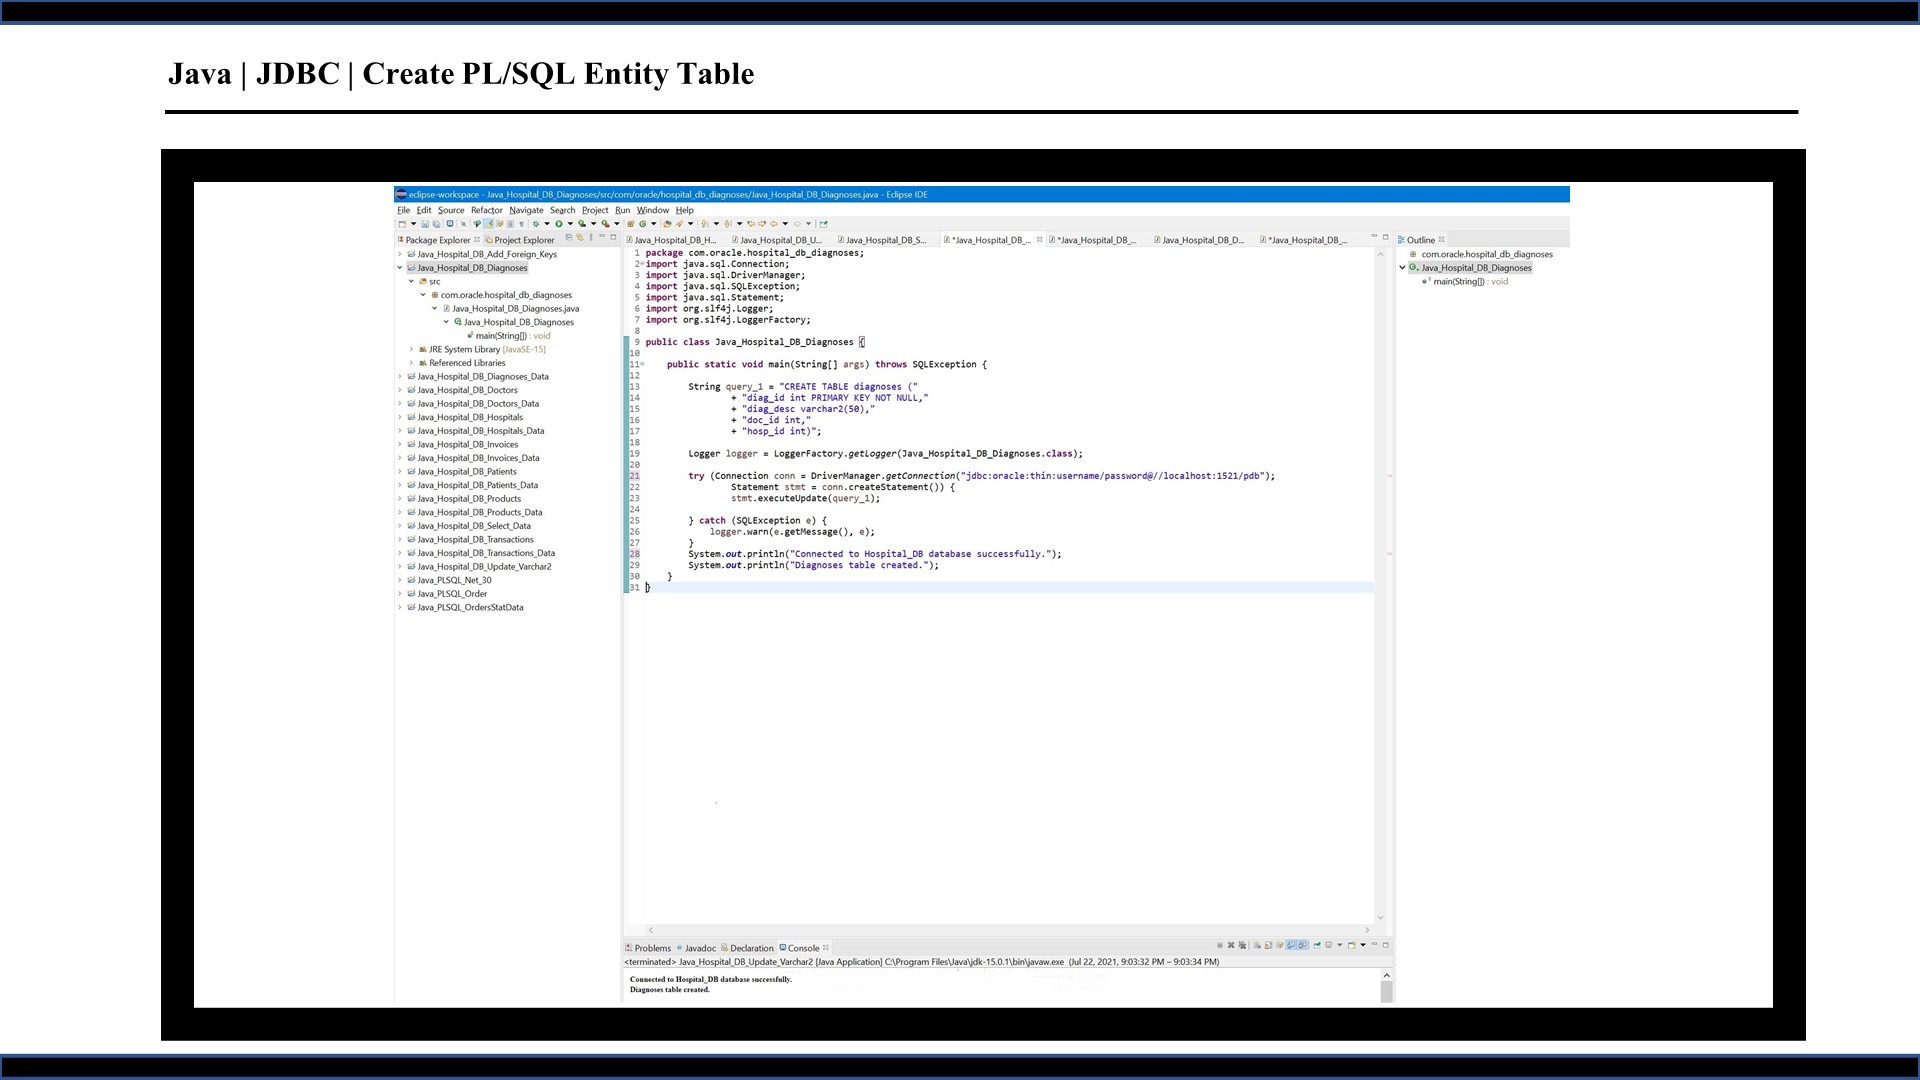 Java | JDBC | Create PL/SQL Entity Table
eclipse-workspace - Java_Hospital_DB_Diagnoses/src/com/oracle/hospital_db_diagnoses/Java_Hospital_DB_Diagnoses.java - Eclipse IDE
File Edit Source Refactor Navigate Search Project Run Window Help
Package Explorer Project Explorer
Java_Hospital_DB_Add_Foreign_Keys
Java_Hospital_DB_Diagnoses
src
com.oracle.hospital_db_diagnoses
Java_Hospital_DB_Diagnoses.java
Java_Hospital_DB_Diagnoses
main(String[]) : void
JRE System Library [JavaSE-15]
Referenced Libraries
Java_Hospital_DB_Diagnoses_Data
Java_Hospital_DB_Doctors
Java_Hospital_DB_Doctors_Data
Java_Hospital_DB_Hospitals
Java_Hospital_DB_Hospitals_Data
Java_Hospital_DB_Invoices
Java_Hospital_DB_Invoices_Data
Java_Hospital_DB_Patients
Java_Hospital_DB_Patients_Data
Java_Hospital_DB_Products
Java_Hospital_DB_Products_Data
Java_Hospital_DB_Select_Data
Java_Hospital_DB_Transactions
Java_Hospital_DB_Transactions_Data
Java_Hospital_DB_Update_Varchar2
Java_PLSQL_Net_30
Java_PLSQL_Order
Java_PLSQL_OrdersStatData
Java_Hospital_DB_H... Java_Hospital_DB_U... Java_Hospital_DB_S... *Java_Hospital_DB_... *Java_Hospital_DB_... Java_Hospital_DB_D... *Java_Hospital_DB_...
1 package com.oracle.hospital_db_diagnoses;
2 import java.sql.Connection;
3 import java.sql.DriverManager;
4 import java.sql.SQLException;
5 import java.sql.Statement;
6 import org.slf4j.Logger;
7 import org.slf4j.LoggerFactory;
8
9 public class Java_Hospital_DB_Diagnoses {
10
11 public static void main(String[] args) throws SQLException {
12
13 String query_1 = "CREATE TABLE diagnoses ("
14 + "diag_id int PRIMARY KEY NOT NULL,"
15 + "diag_desc varchar2(50),"
16 + "doc_id int,"
17 + "hosp_id int)";
18
19 Logger logger = LoggerFactory.getLogger(Java_Hospital_DB_Diagnoses.class);
20
21 try (Connection conn = DriverManager.getConnection("jdbc:oracle:thin:username/password@//localhost:1521/pdb");
22 Statement stmt = conn.createStatement()) {
23 stmt.executeUpdate(query_1);
24
25 } catch (SQLException e) {
26 logger.warn(e.getMessage(), e);
27 }
28 System.out.println("Connected to Hospital_DB database successfully.");
29 System.out.println("Diagnoses table created.");
30 }
31 }
Outline
com.oracle.hospital_db_diagnoses
Java_Hospital_DB_Diagnoses
main(String[]) : void
Problems Javadoc Declaration Console
<terminated> Java_Hospital_DB_Update_Varchar2 [Java Application] C:\Program Files\Java\jdk-15.0.1\bin\javaw.exe (Jul 22, 2021, 9:03:32 PM – 9:03:34 PM)
Connected to Hospital_DB database successfully.
Diagnoses table created.